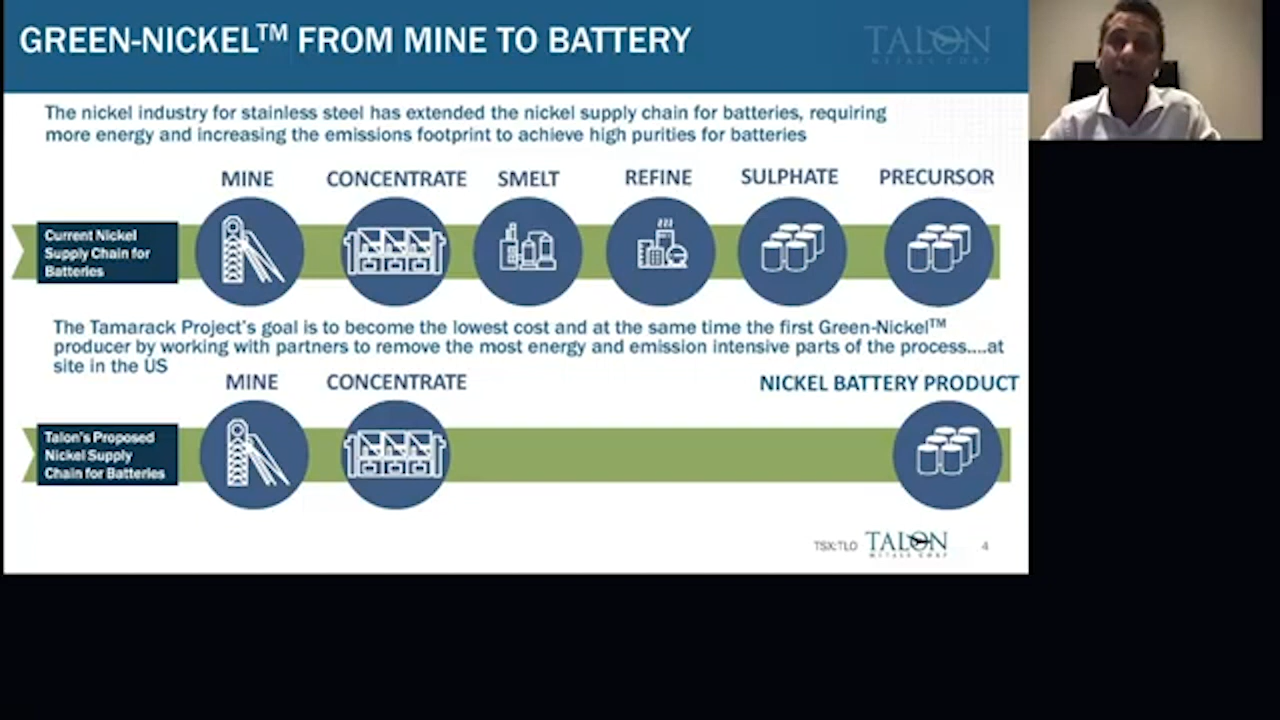 GREEN-NICKEL™ FROM MINE TO BATTERY
TALON
METALS CORP
The nickel industry for stainless steel has extended the nickel supply chain for batteries, requiring
more energy and increasing the emissions footprint to achieve high purities for batteries
MINE CONCENTRATE SMELT REFINE SULPHATE PRECURSOR
Current Nickel
Supply Chain for
Batteries
The Tamarack Project's goal is to become the lowest cost and at the same time the first Green-Nickel™
producer by working with partners to remove the most energy and emission intensive parts of the process....at
site in the US
MINE CONCENTRATE NICKEL BATTERY PRODUCT
Talon's Proposed
Nickel Supply
Chain for Batteries
TSX:TLO TALON 4
METALS CORP